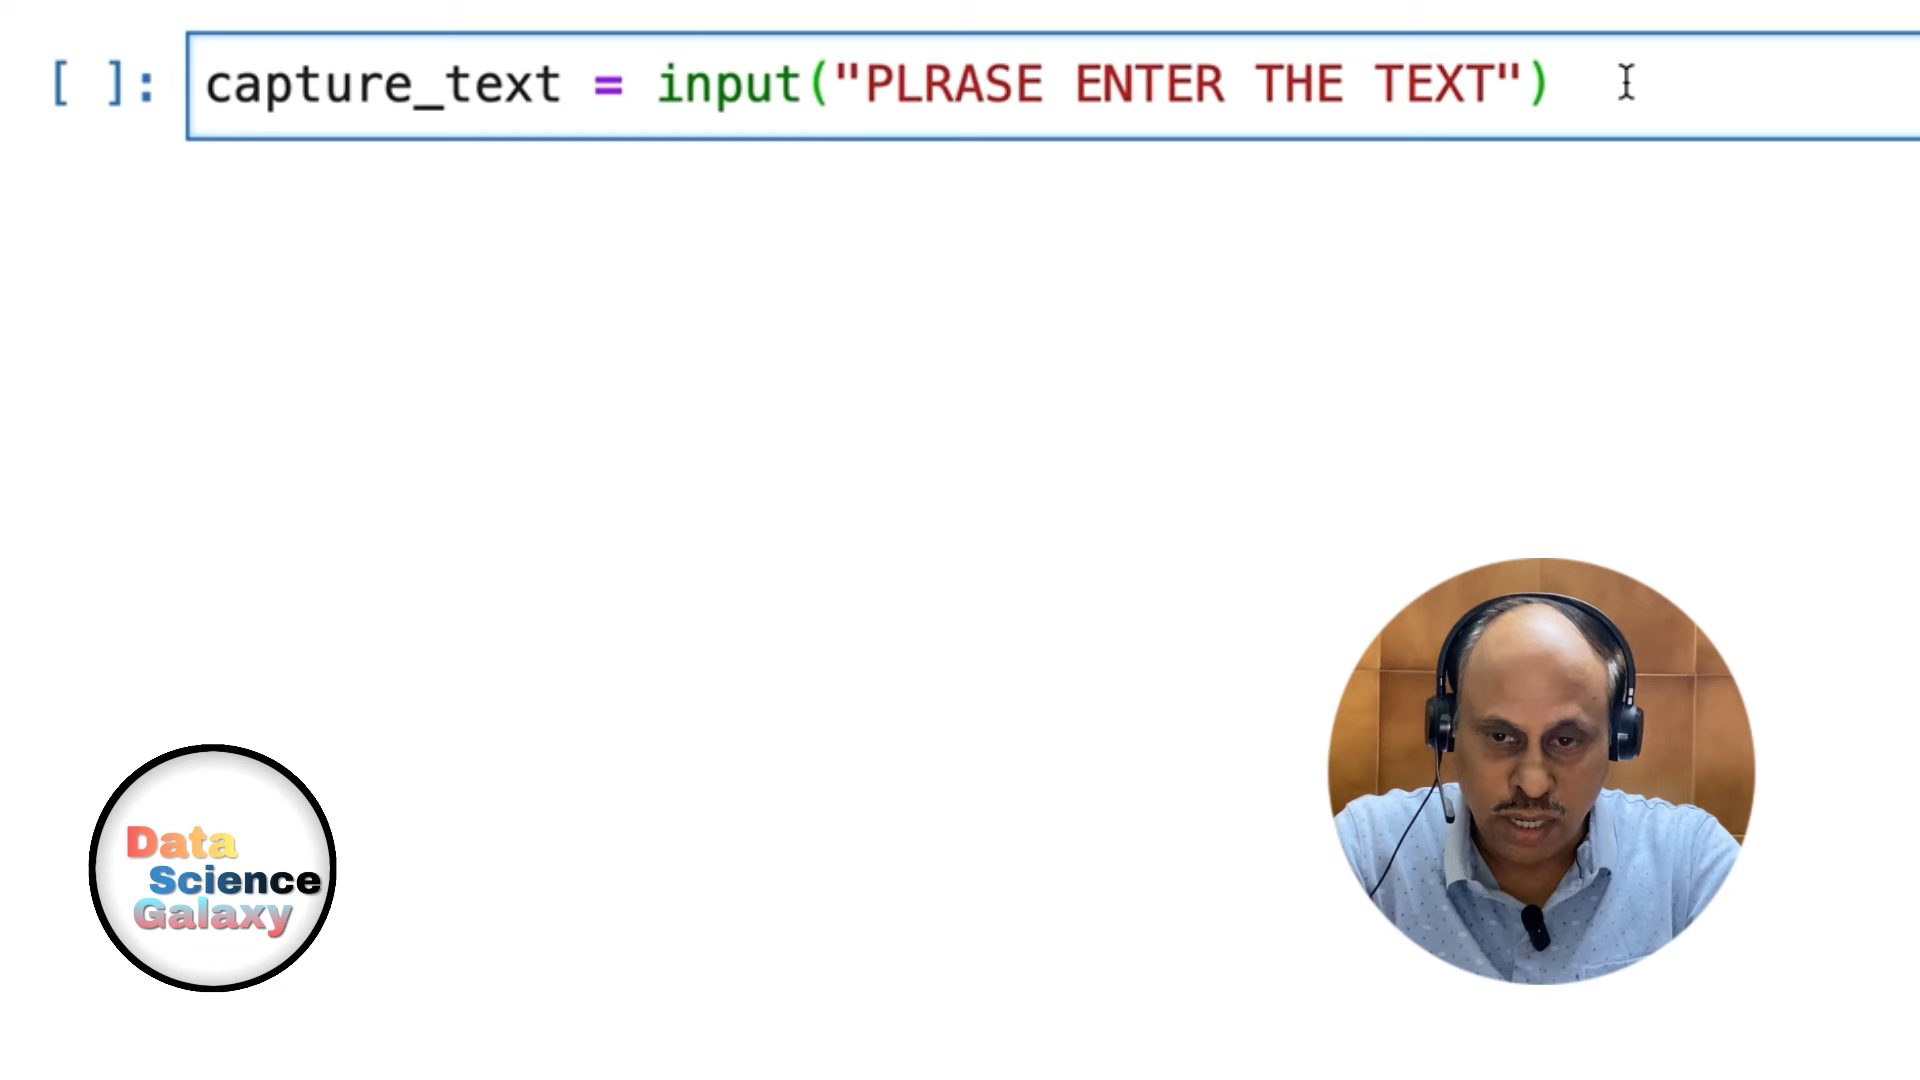 [ ]: capture_text = input("PLRASE ENTER THE TEXT")
Data
Science
Galaxy